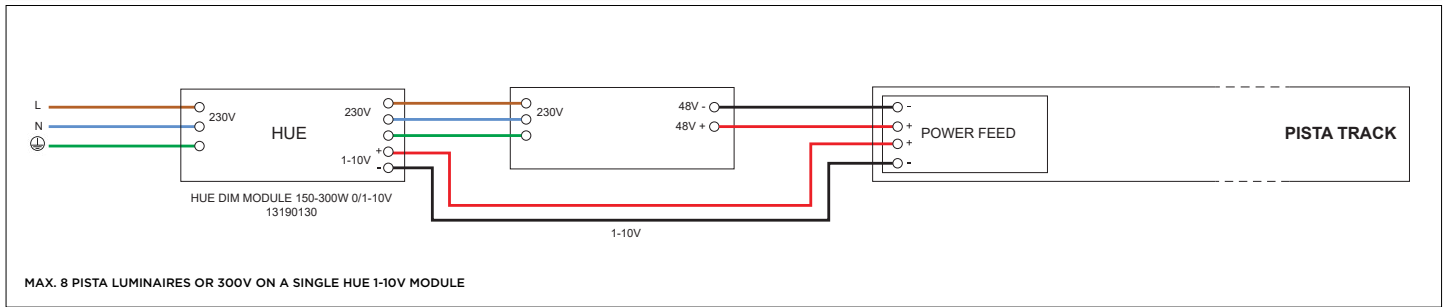 L
N
230V
HUE
230V
+
1-10V
-
HUE DIM MODULE 150-300W 0/1-10V
13190130
230V
48V -
48V +
-
+
+
-
POWER FEED
PISTA TRACK
1-10V
MAX. 8 PISTA LUMINAIRES OR 300V ON A SINGLE HUE 1-10V MODULE